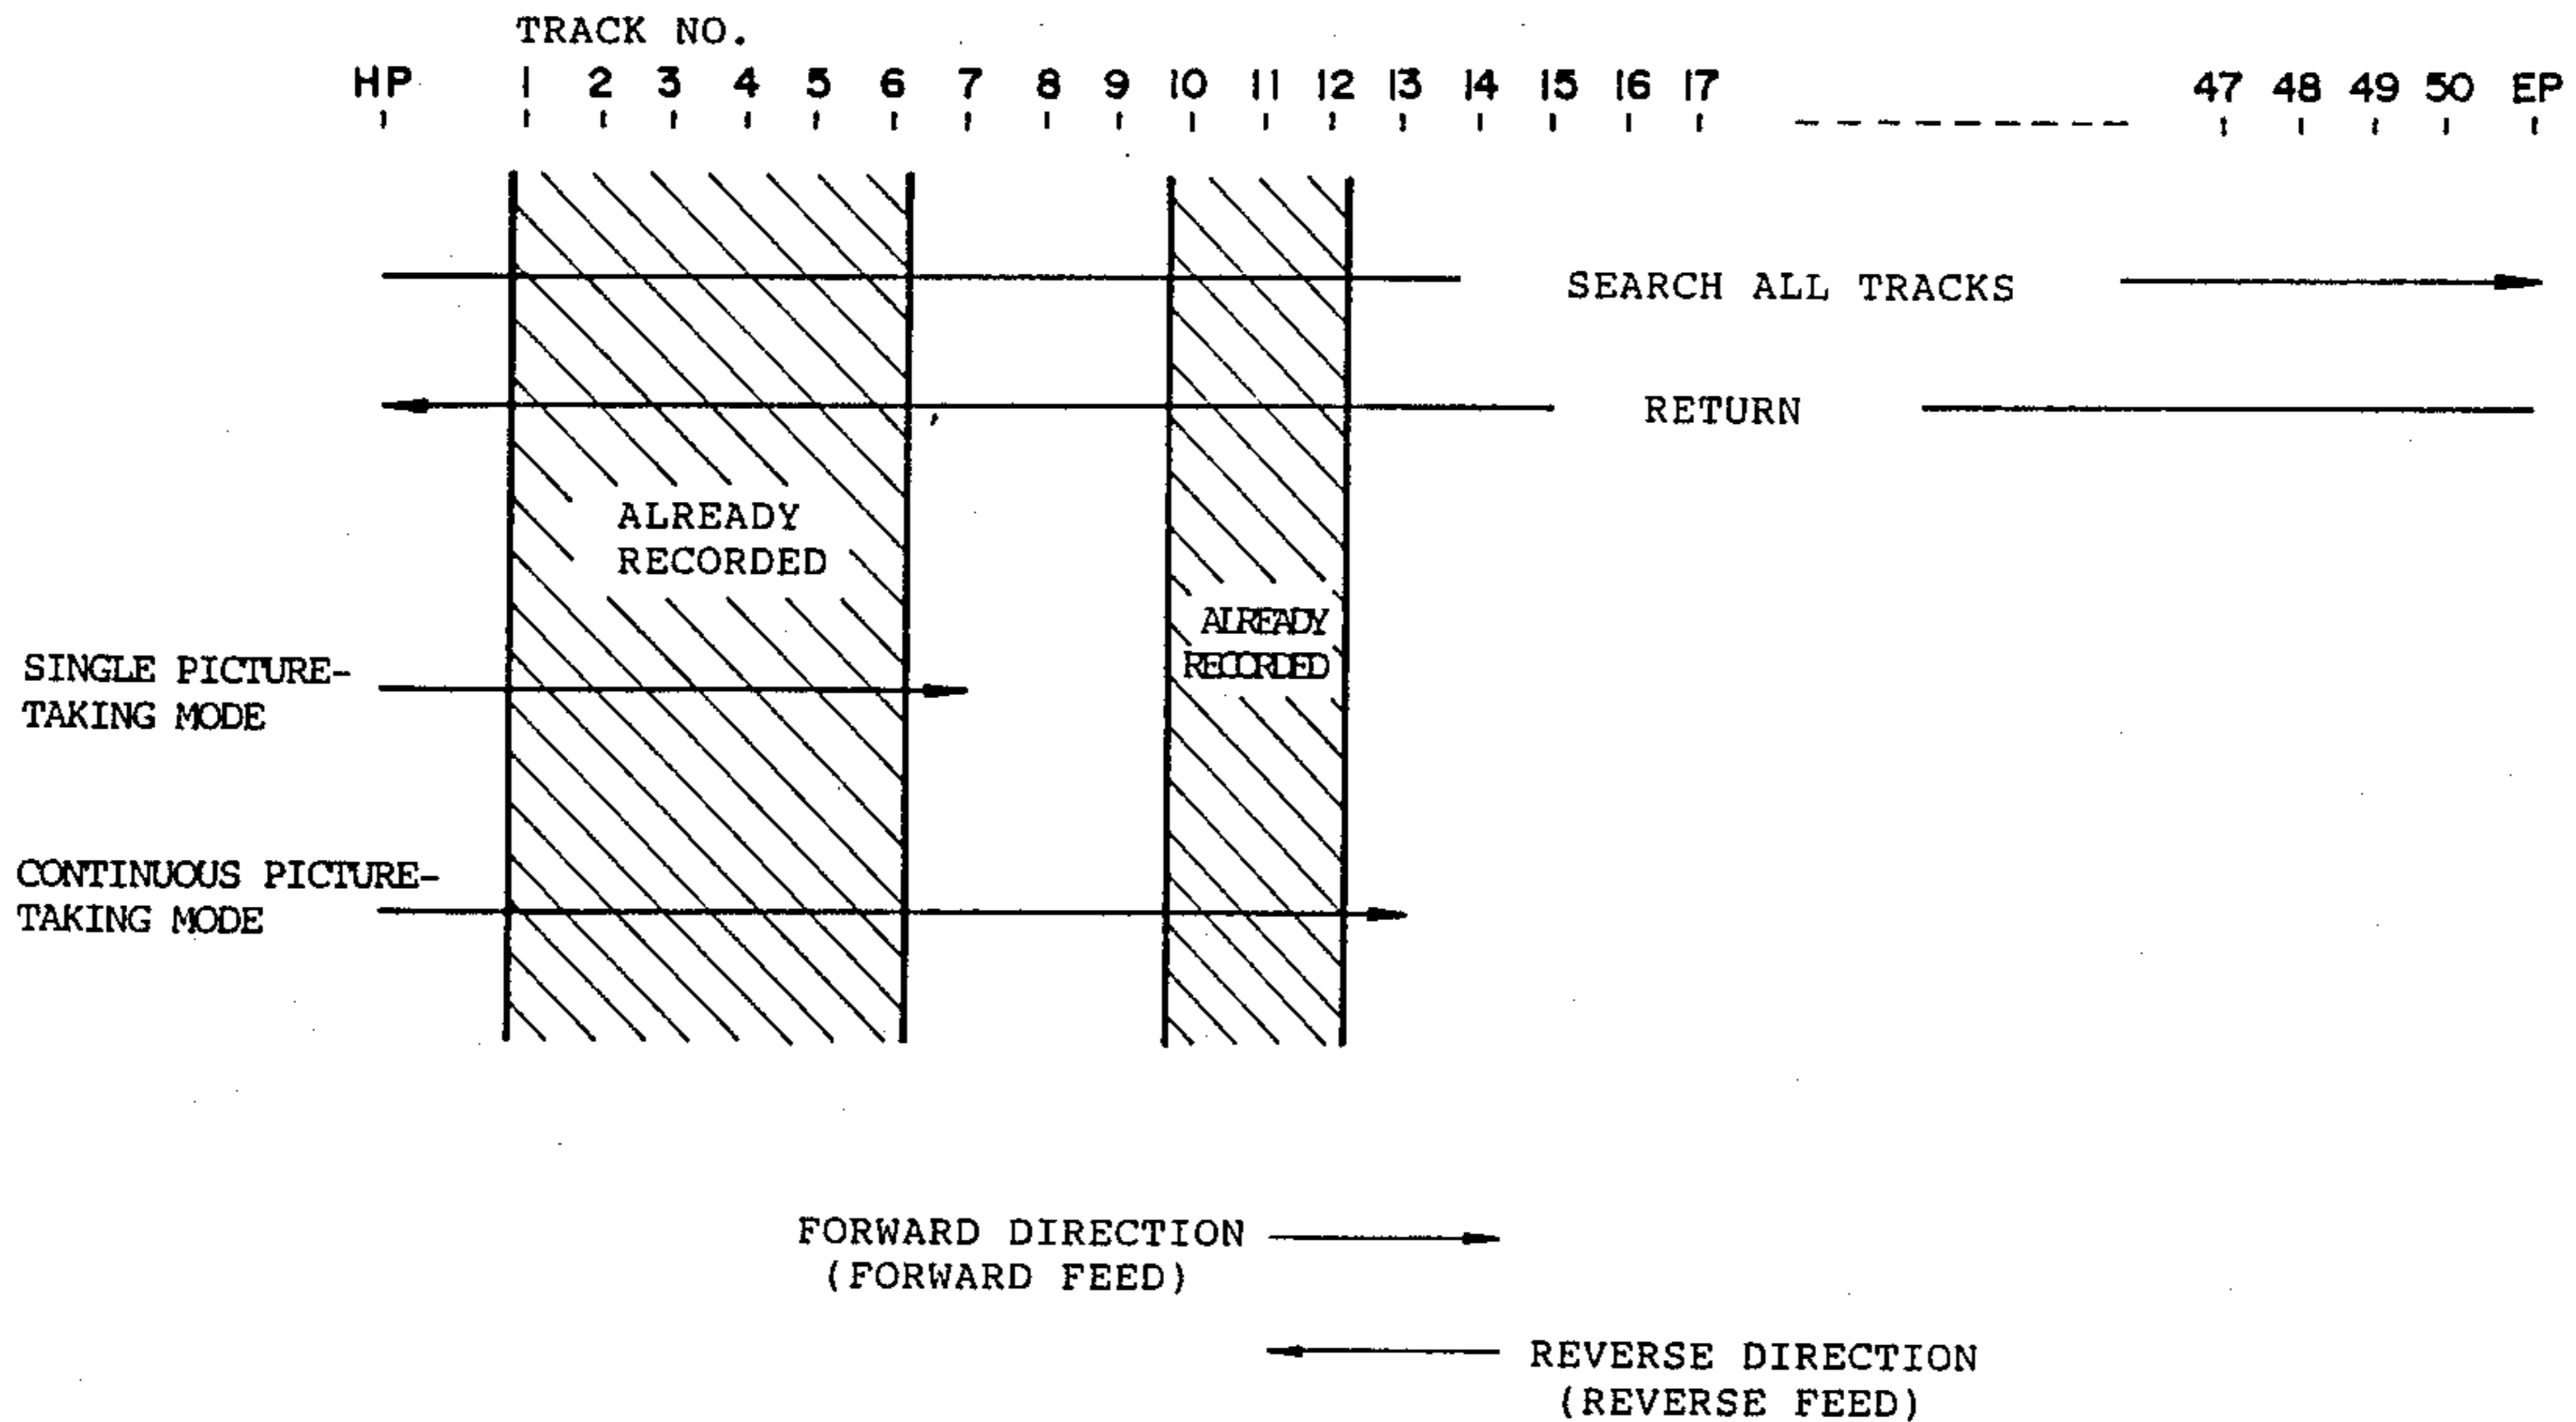 TRACK NO.
HP 1 2 3 4 5 6 7 8 9 10 11 12 13 14 15 16 17 47 48 49 50 EP
SEARCH ALL TRACKS
RETURN
ALREADY
RECORDED
ALREADY
RECORDED
SINGLE PICTURE-
TAKING MODE
CONTINUOUS PICTURE-
TAKING MODE
FORWARD DIRECTION
(FORWARD FEED)
REVERSE DIRECTION
(REVERSE FEED)